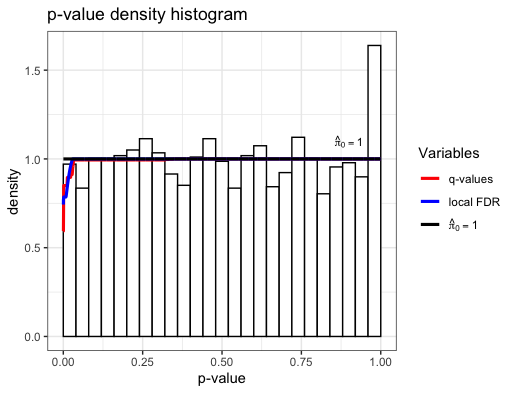 p-value density histogram
1.5
1.0
0.5
0.0
density
π̂₀ = 1
0.00 0.25 0.50 0.75 1.00
p-value
Variables
q-values
local FDR
π̂₀ = 1